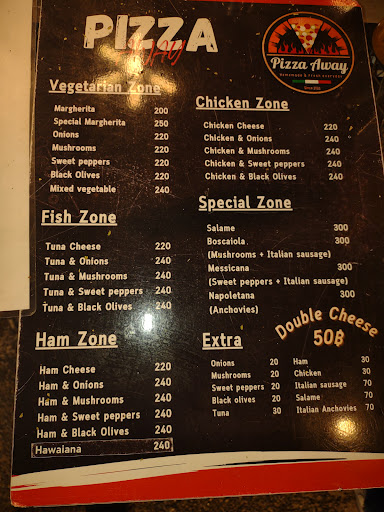 PIZZA
AWAY
Pizza Away
Vegetarian Zone
Margherita 200
Special Margherita 250
Onions 220
Mushrooms 220
Sweet peppers 220
Black Olives 220
Mixed vegetable 240
Fish Zone
Tuna Cheese 220
Tuna & Onions 240
Tuna & Mushrooms 240
Tuna & Sweet peppers 240
Tuna & Black Olives 240
Ham Zone
Ham Cheese 220
Ham & Onions 240
Ham & Mushrooms 240
Ham & Sweet peppers 240
Ham & Black Olives 240
Hawaiana 240
Chicken Zone
Chicken Cheese 220
Chicken & Onions 240
Chicken & Mushrooms 240
Chicken & Sweet peppers 240
Chicken & Black Olives 240
Special Zone
Salame 300
Boscaiola 300
(Mushrooms + Italian sausage)
Messicana 300
(Sweet peppers + Italian sausage)
Napoletana 300
(Anchovies)
Double Cheese
50฿
Extra
Onions 20
Mushrooms 20
Sweet peppers 20
Black olives 20
Tuna 30
Ham 30
Chicken 30
Italian sausage 70
Salame 70
Italian Anchovies 70